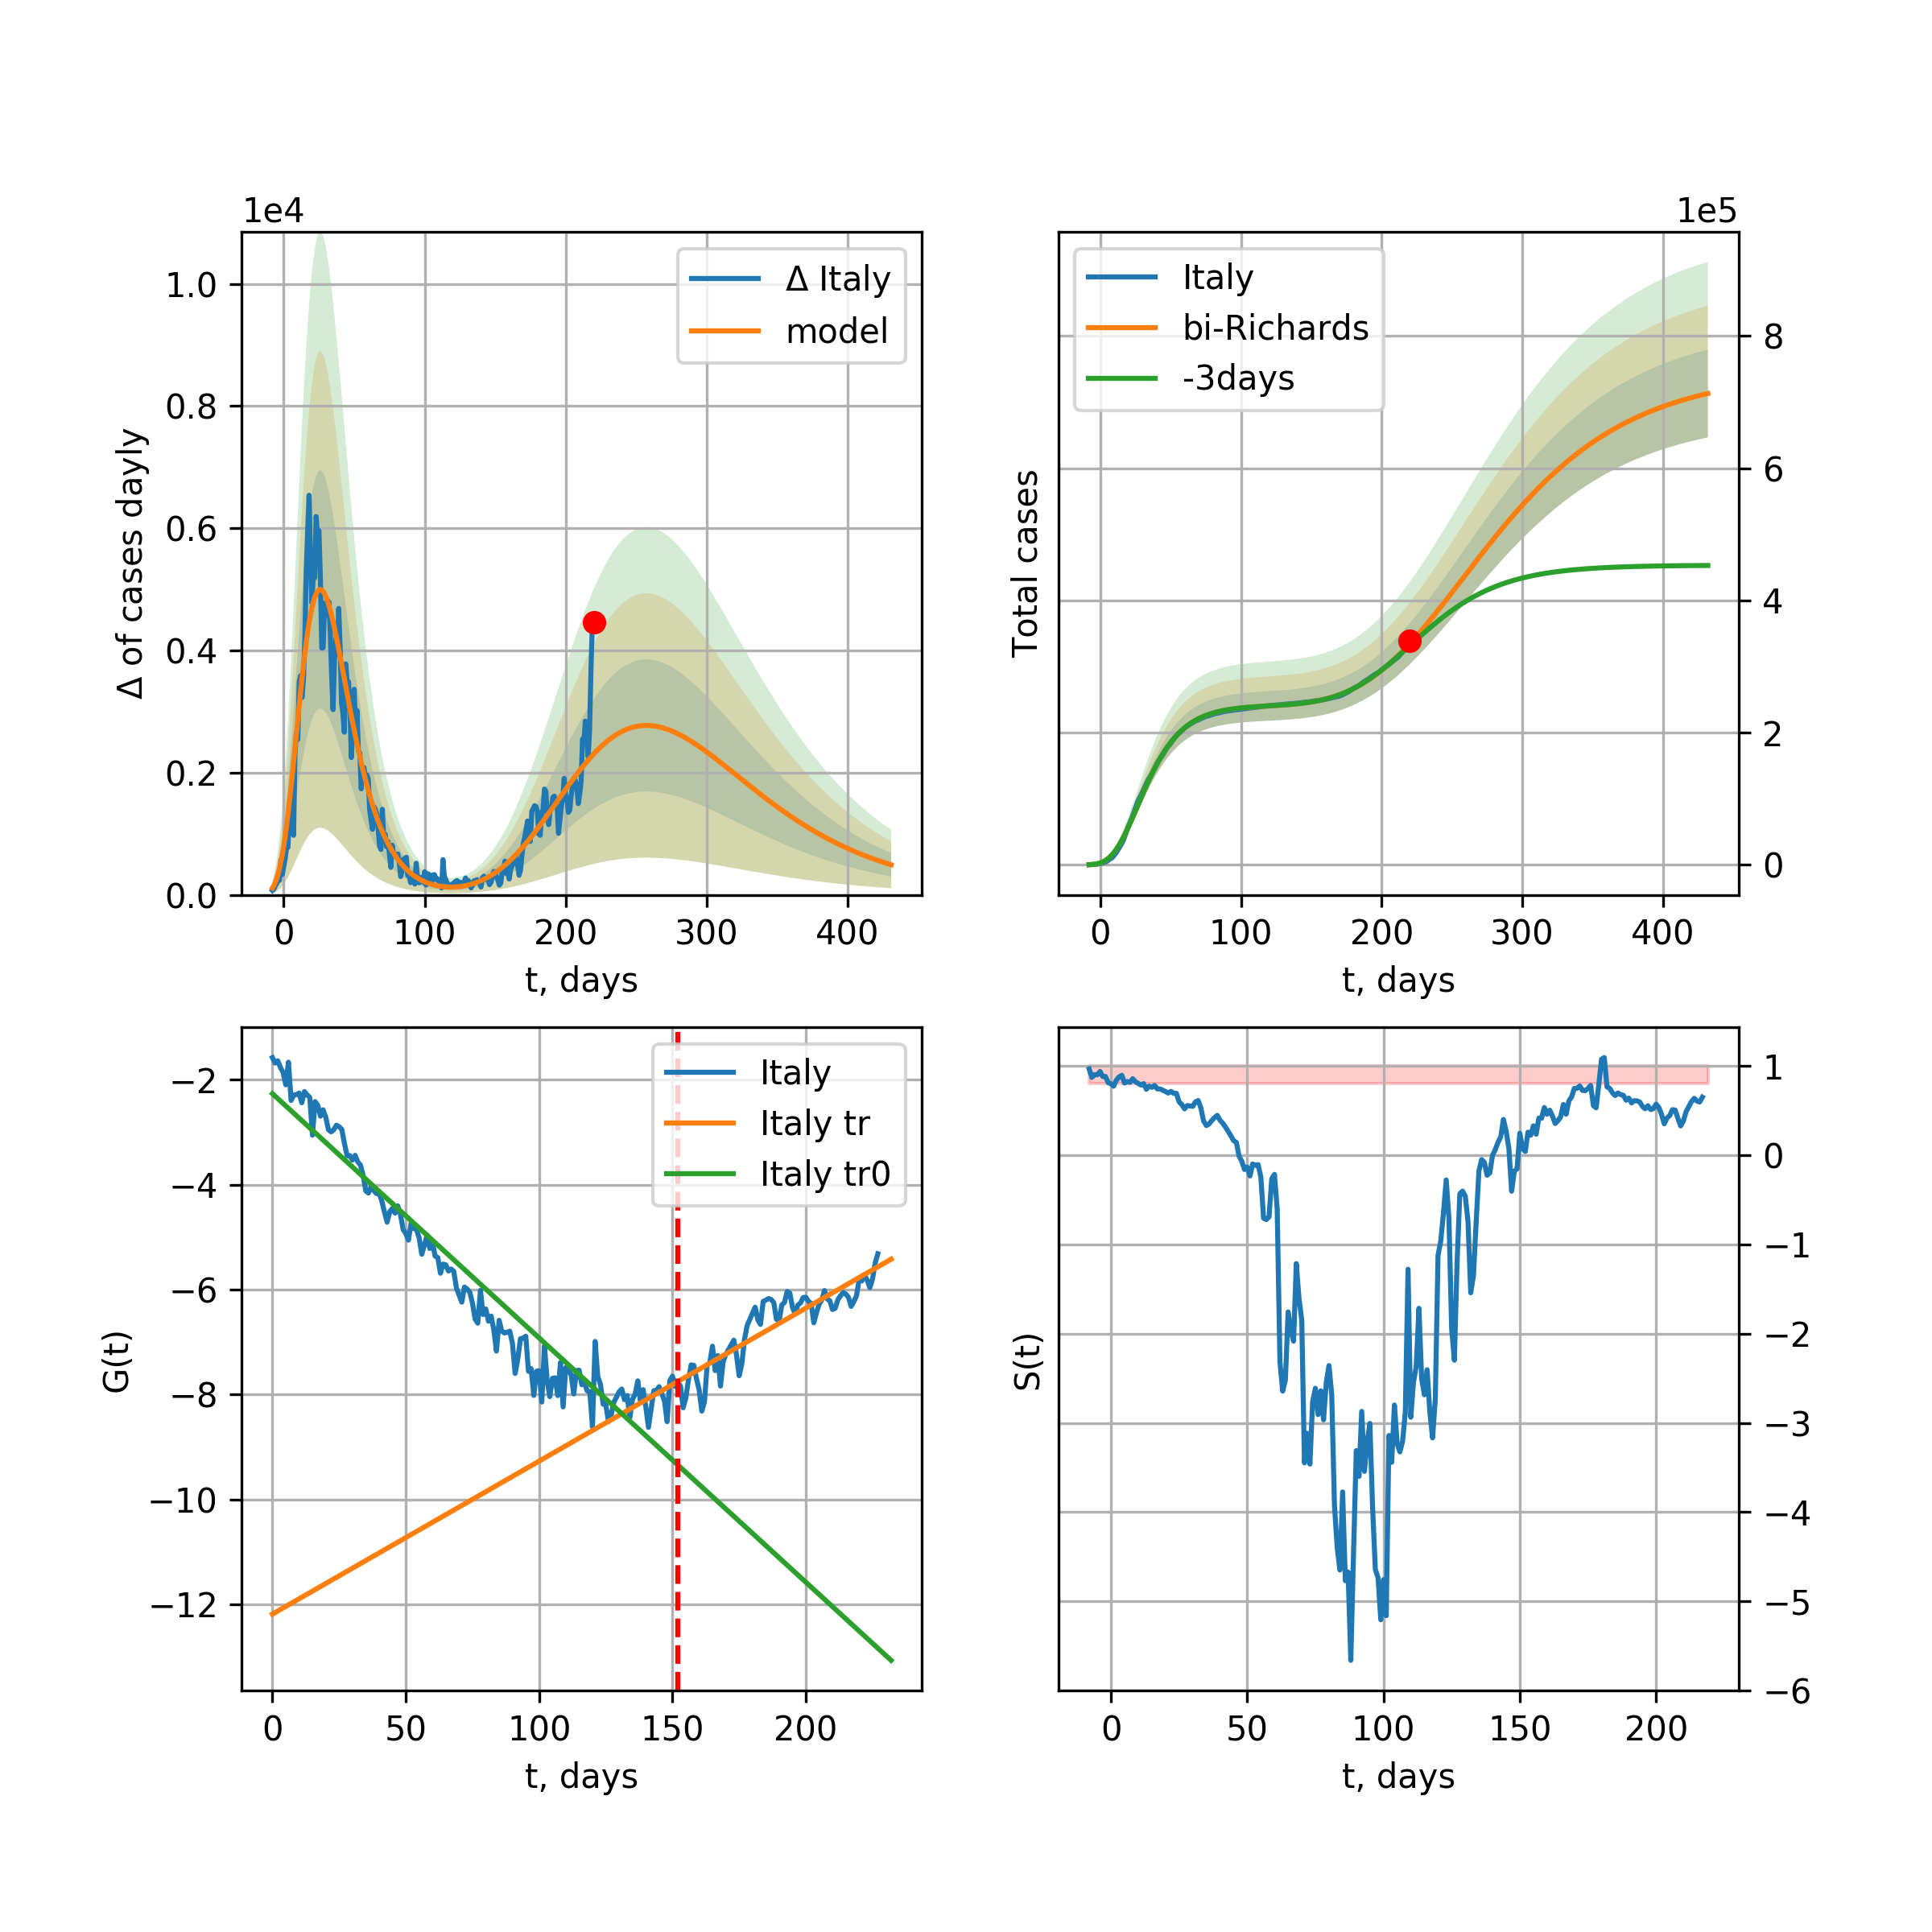 1e4
Δ of cases dayly
1.0
0.8
0.6
0.4
0.2
0.0
0 100 200 300 400
t, days
Δ Italy
model
1e5
Total cases
8
6
4
2
0
0 100 200 300 400
t, days
Italy
bi-Richards
-3days
G(t)
−2
−4
−6
−8
−10
−12
0 50 100 150 200
t, days
Italy
Italy tr
Italy tr0
S(t)
1
0
−1
−2
−3
−4
−5
−6
0 50 100 150 200
t, days